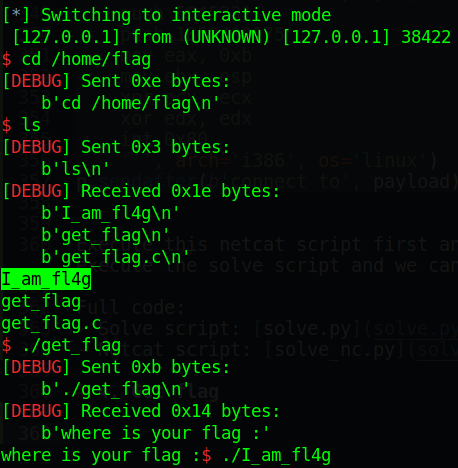 [*] Switching to interactive mode
[127.0.0.1] from (UNKNOWN) [127.0.0.1] 38422
$ cd /home/flag
[DEBUG] Sent 0xe bytes:
b'cd /home/flag\n'
$ ls
[DEBUG] Sent 0x3 bytes:
b'ls\n'
[DEBUG] Received 0x1e bytes:
b'I_am_fl4g\n'
b'get_flag\n'
b'get_flag.c\n'
I_am_fl4g
get_flag
get_flag.c
$ ./get_flag
[DEBUG] Sent 0xb bytes:
b'./get_flag\n'
[DEBUG] Received 0x14 bytes:
b'where is your flag :'
where is your flag :$ ./I_am_fl4g